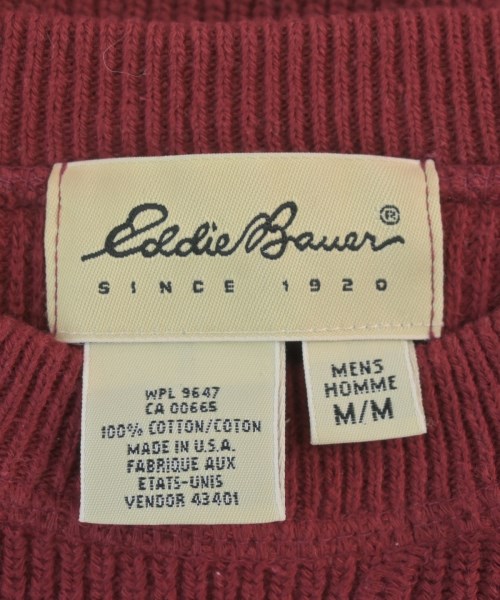 Eddie Bauer®
SINCE 1920
WPL 9647
CA 00665
100% COTTON/COTON
MADE IN U.S.A.
FABRIQUE AUX
ETATS-UNIS
VENDOR 43401
MENS
HOMME
M/M